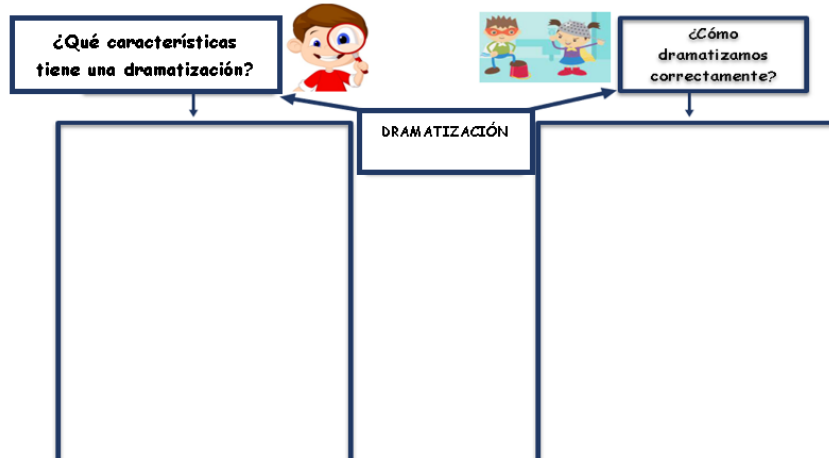 ¿Qué características
tiene una dramatización?
¿Cómo
dramatizamos
correctamente?
DRAMATIZACIÓN